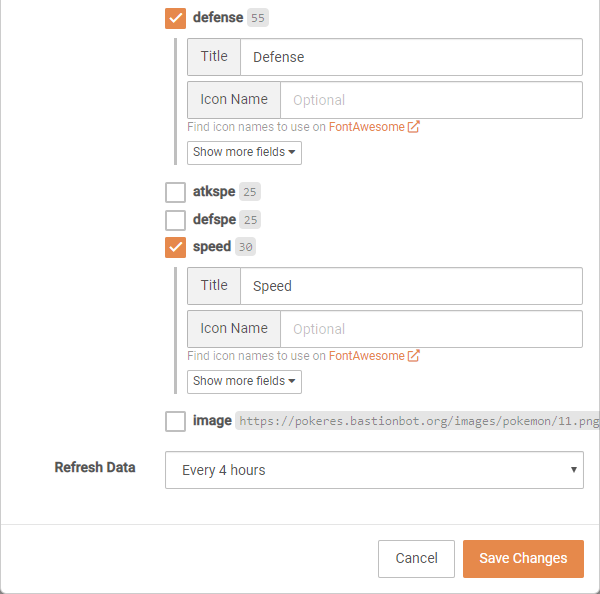 defense 55
Title Defense
Icon Name Optional
Find icon names to use on FontAwesome
Show more fields
atkspe 25
defspe 25
speed 30
Title Speed
Icon Name Optional
Find icon names to use on FontAwesome
Show more fields
image https://pokeres.bastionbot.org/images/pokemon/11.png
Refresh Data Every 4 hours
Cancel Save Changes